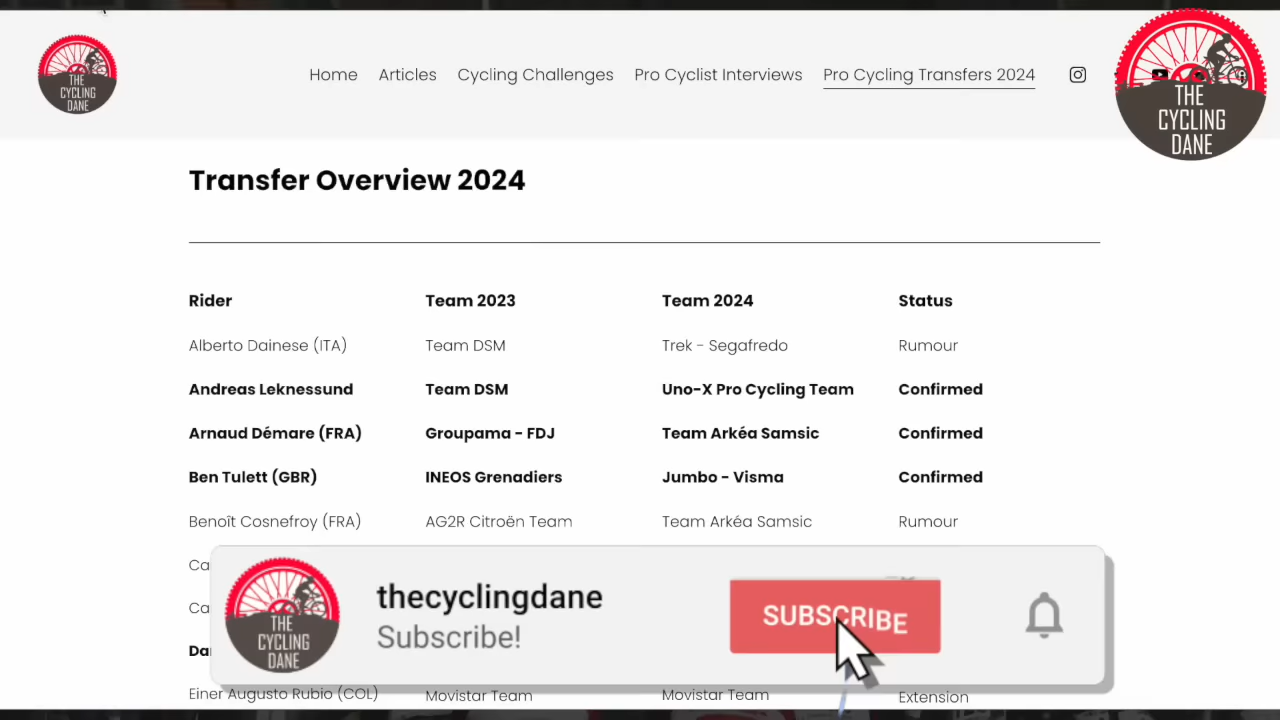 THE
CYCLING
DANE
Home Articles Cycling Challenges Pro Cyclist Interviews Pro Cycling Transfers 2024
THE
CYCLING
DANE
Transfer Overview 2024
Rider Team 2023 Team 2024 Status
Alberto Dainese (ITA) Team DSM Trek - Segafredo Rumour
Andreas Leknessund Team DSM Uno-X Pro Cycling Team Confirmed
Arnaud Démare (FRA) Groupama - FDJ Team Arkéa Samsic Confirmed
Ben Tulett (GBR) INEOS Grenadiers Jumbo - Visma Confirmed
Benoît Cosnefroy (FRA) AG2R Citroën Team Team Arkéa Samsic Rumour
Ca
Ca
Da
THE
CYCLING
DANE
thecyclingdane
Subscribe!
SUBSCRIBE
Einer Augusto Rubio (COL) Movistar Team Movistar Team Extension